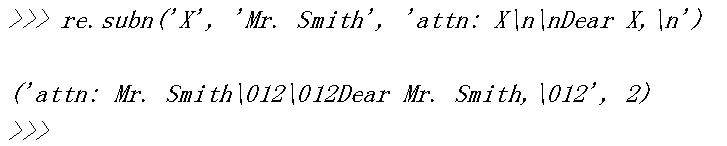 >>> re.subn('X', 'Mr. Smith', 'attn: X\n\nDear X,\n')
('attn: Mr. Smith\012\012Dear Mr. Smith,\012', 2)
>>>